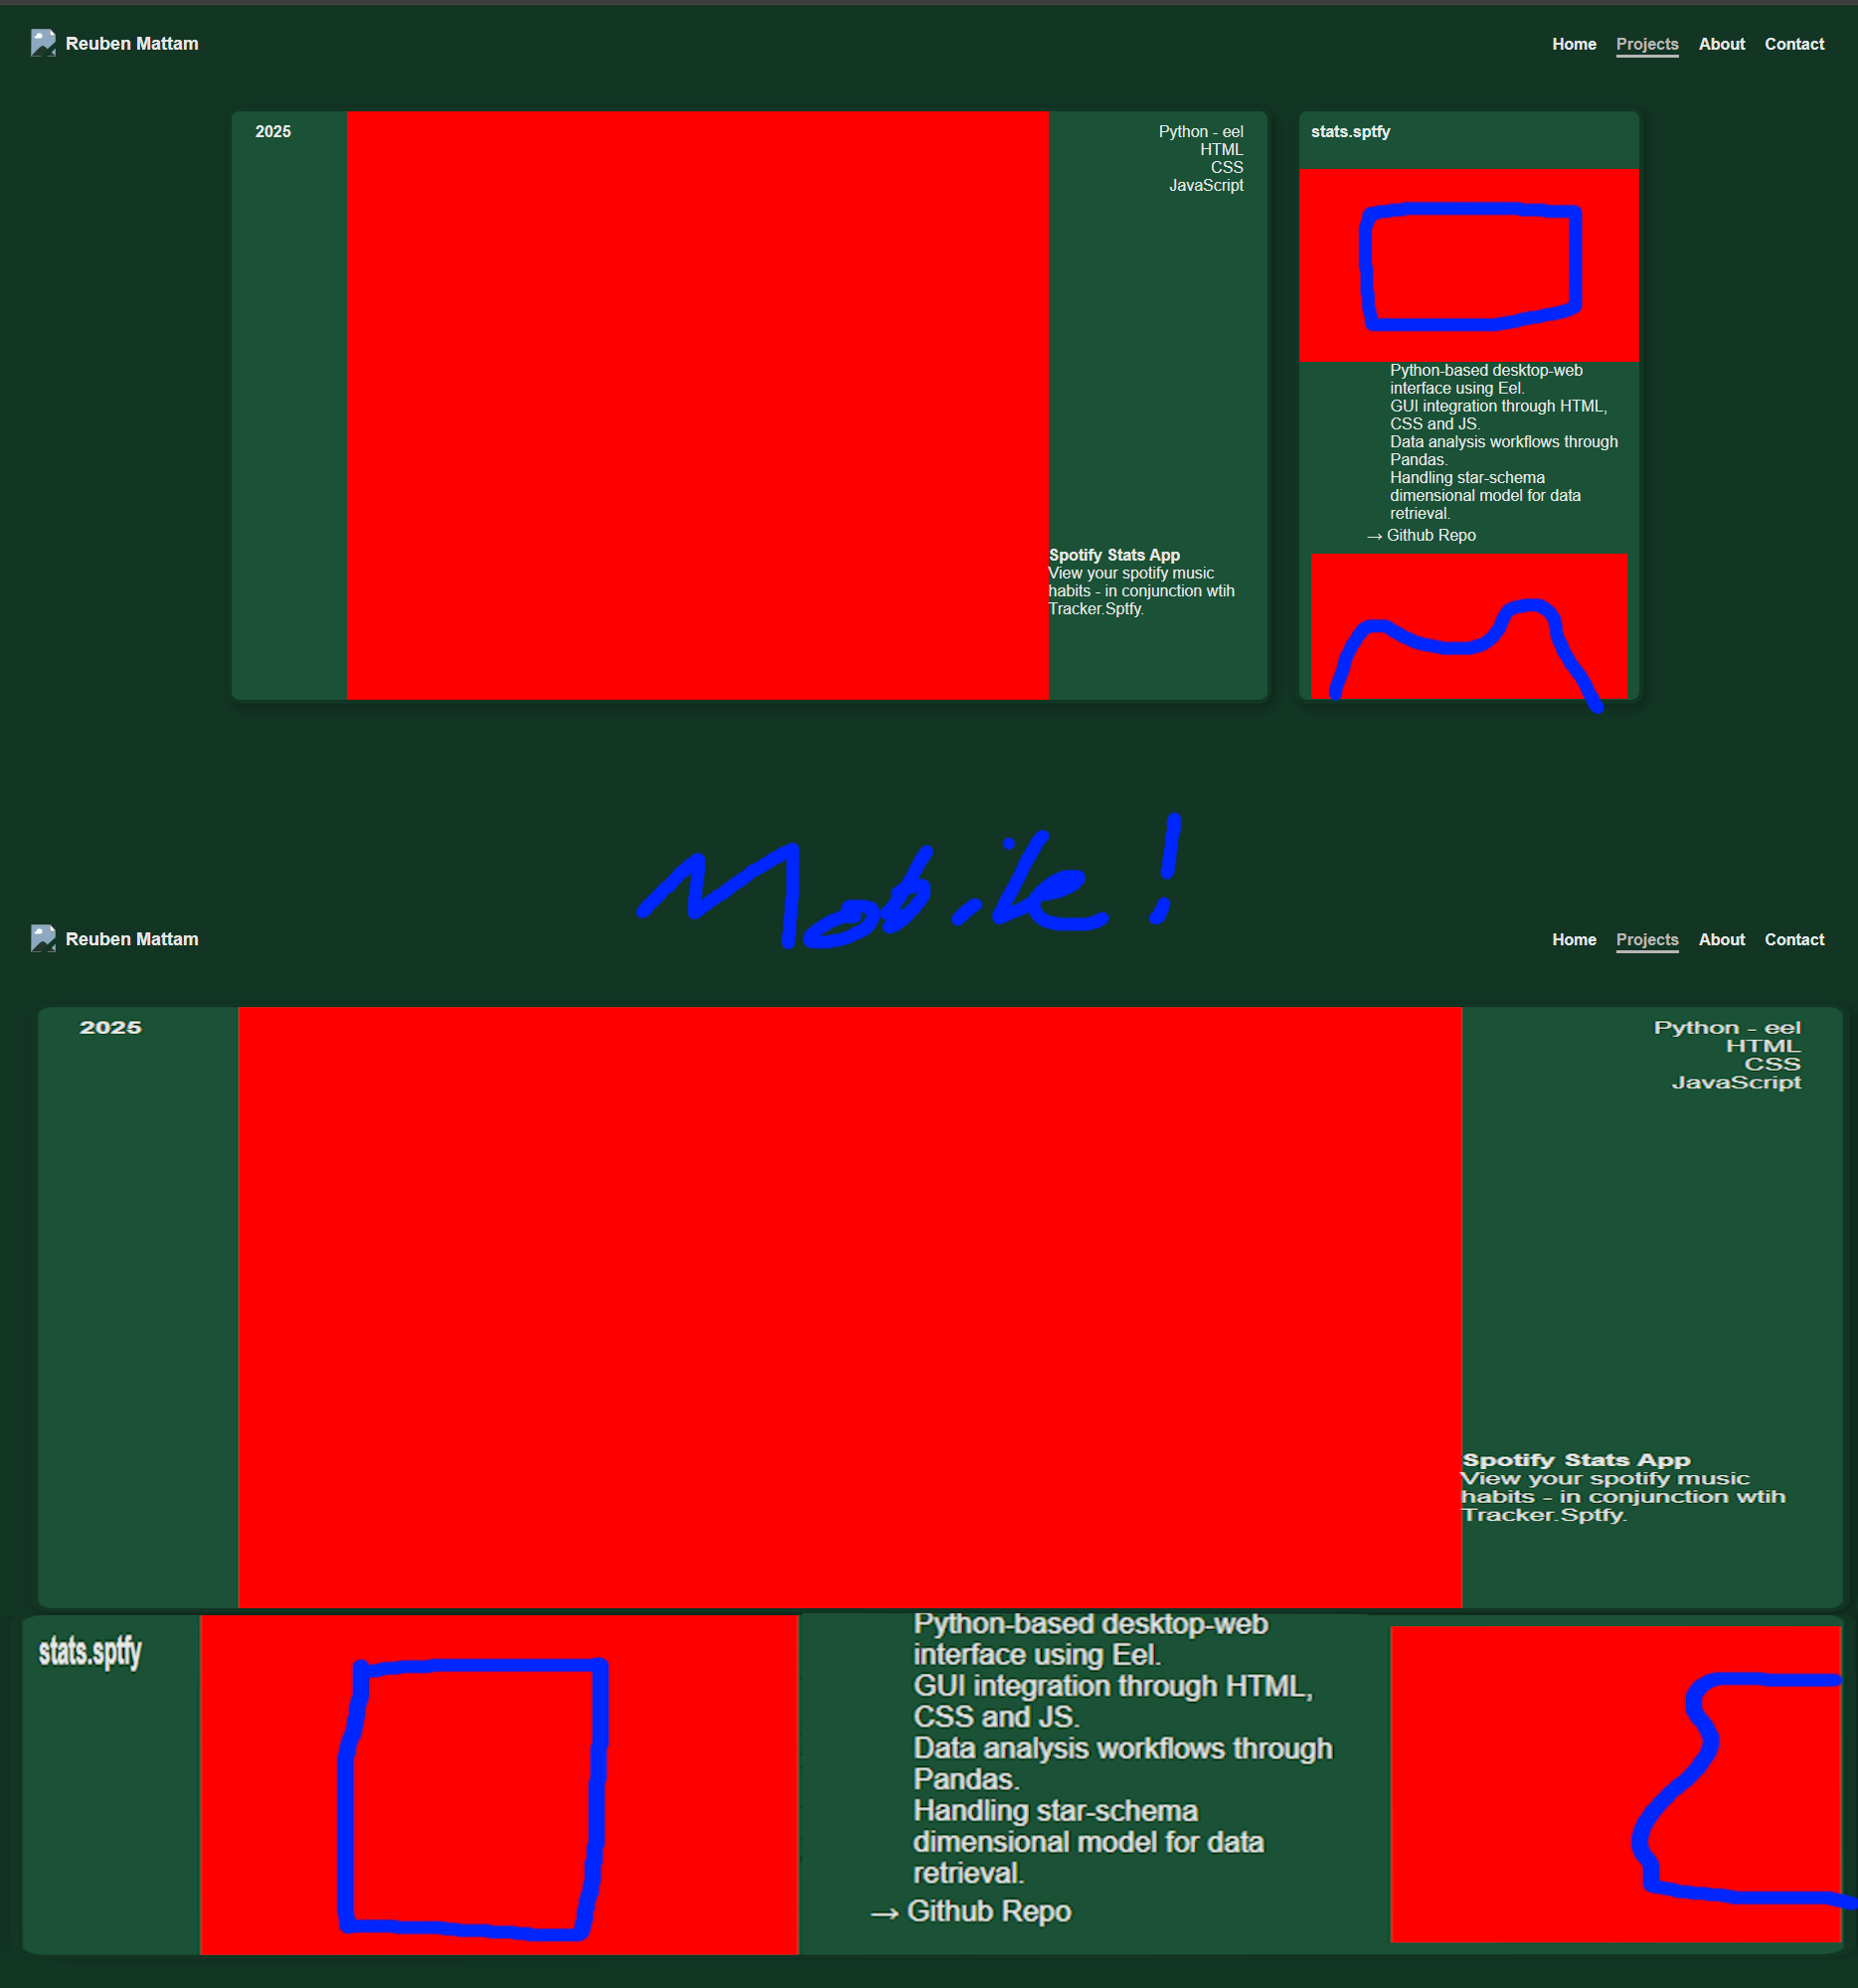 Reuben Mattam
Home Projects About Contact
2025
Python - eel
HTML
CSS
JavaScript
Spotify Stats App
View your spotify music
habits - in conjunction wtih
Tracker.Sptfy.
stats.sptfy
Python-based desktop-web
interface using Eel.
GUI integration through HTML,
CSS and JS.
Data analysis workflows through
Pandas.
Handling star-schema
dimensional model for data
retrieval.
→ Github Repo
Mobile!
Reuben Mattam
Home Projects About Contact
2025
Python - eel
HTML
CSS
JavaScript
Spotify Stats App
View your spotify music
habits - in conjunction wtih
Tracker.Sptfy.
stats.sptfy
Python-based desktop-web
interface using Eel.
GUI integration through HTML,
CSS and JS.
Data analysis workflows through
Pandas.
Handling star-schema
dimensional model for data
retrieval.
→ Github Repo